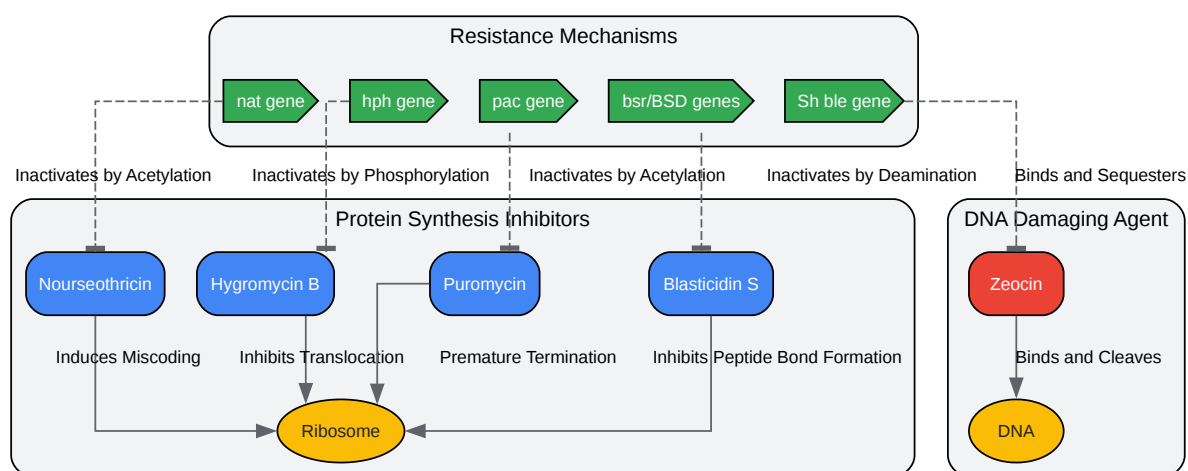 Resistance Mechanisms
nat gene
hph gene
pac gene
bsr/BSD genes
Sh ble gene
Inactivates by Acetylation
Inactivates by Phosphorylation
Inactivates by Acetylation
Inactivates by Deamination
Binds and Sequesters
Protein Synthesis Inhibitors
DNA Damaging Agent
Nourseothricin
Hygromycin B
Puromycin
Blasticidin S
Zeocin
Induces Miscoding
Inhibits Translocation
Premature Termination
Inhibits Peptide Bond Formation
Binds and Cleaves
Ribosome
DNA